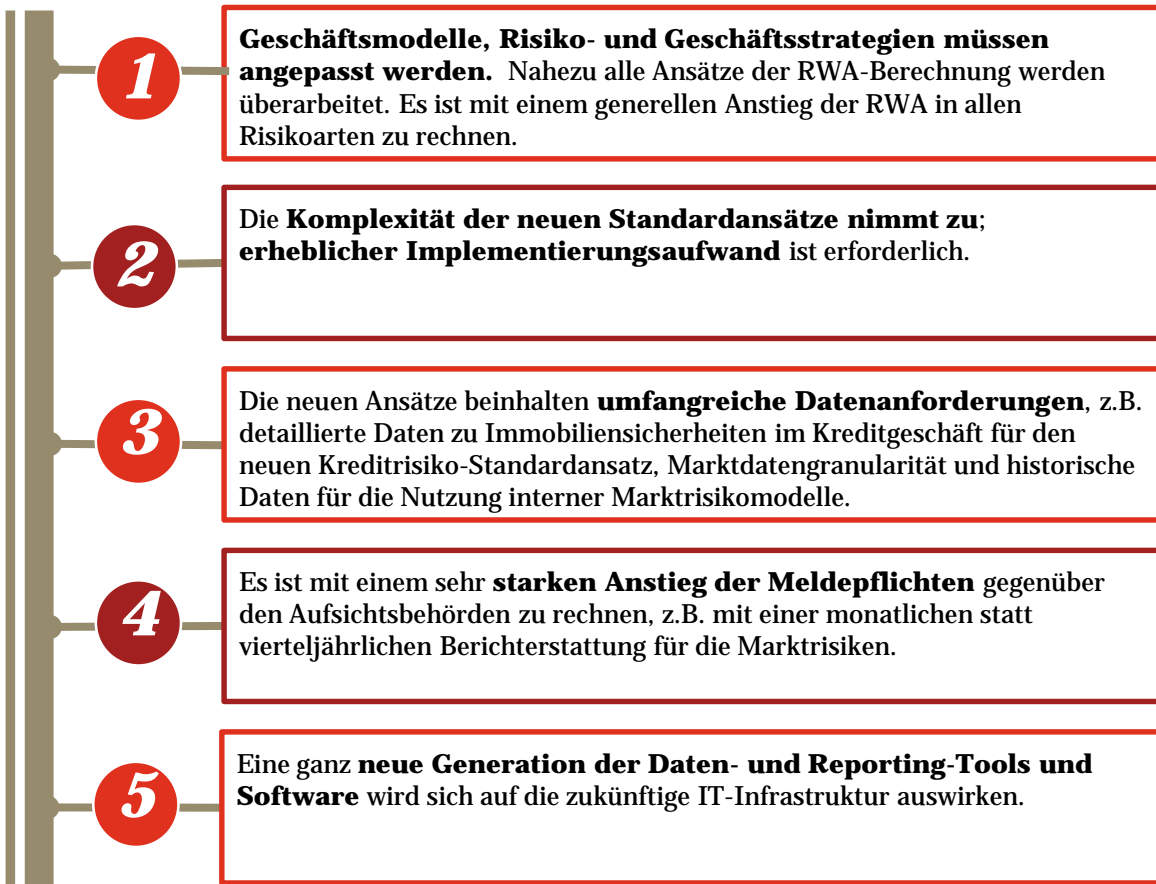 1
Geschäftsmodelle, Risiko- und Geschäftsstrategien müssen
angepasst werden. Nahezu alle Ansätze der RWA-Berechnung werden
überarbeitet. Es ist mit einem generellen Anstieg der RWA in allen
Risikoarten zu rechnen.
2
Die Komplexität der neuen Standardansätze nimmt zu;
erheblicher Implementierungsaufwand ist erforderlich.
3
Die neuen Ansätze beinhalten umfangreiche Datenanforderungen, z.B.
detaillierte Daten zu Immobiliensicherheiten im Kreditgeschäft für den
neuen Kreditrisiko-Standardansatz, Marktdatengranularität und historische
Daten für die Nutzung interner Marktrisikomodelle.
4
Es ist mit einem sehr starken Anstieg der Meldepflichten gegenüber
den Aufsichtsbehörden zu rechnen, z.B. mit einer monatlichen statt
vierteljährlichen Berichterstattung für die Marktrisiken.
5
Eine ganz neue Generation der Daten- und Reporting-Tools und
Software wird sich auf die zukünftige IT-Infrastruktur auswirken.